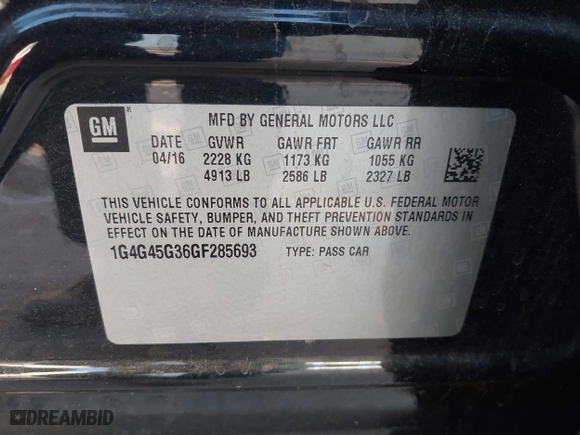 GM
MFD BY GENERAL MOTORS LLC
DATE GVWR GAWR FRT GAWR RR
04/16 2228 KG 1173 KG 1055 KG
4913 LB 2586 LB 2327 LB
THIS VEHICLE CONFORMS TO ALL APPLICABLE U.S. FEDERAL MOTOR
VEHICLE SAFETY, BUMPER, AND THEFT PREVENTION STANDARDS IN
EFFECT ON THE DATE OF MANUFACTURE SHOWN ABOVE.
1G4G45G36GF285693 TYPE: PASS CAR
DREAMBID